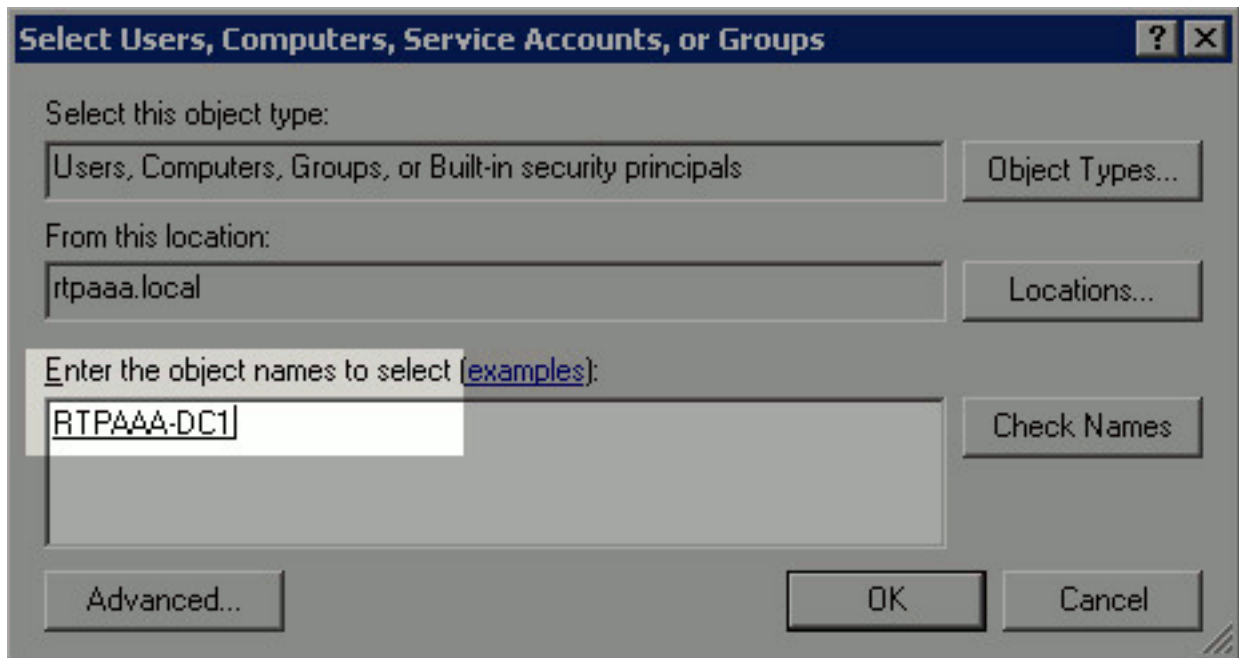 Select Users, Computers, Service Accounts, or Groups
Select this object type:
Users, Computers, Groups, or Built-in security principals
Object Types...
From this location:
rtpaaa.local
Locations...
Enter the object names to select (examples):
RTPAAA-DC1
Check Names
Advanced...
OK
Cancel